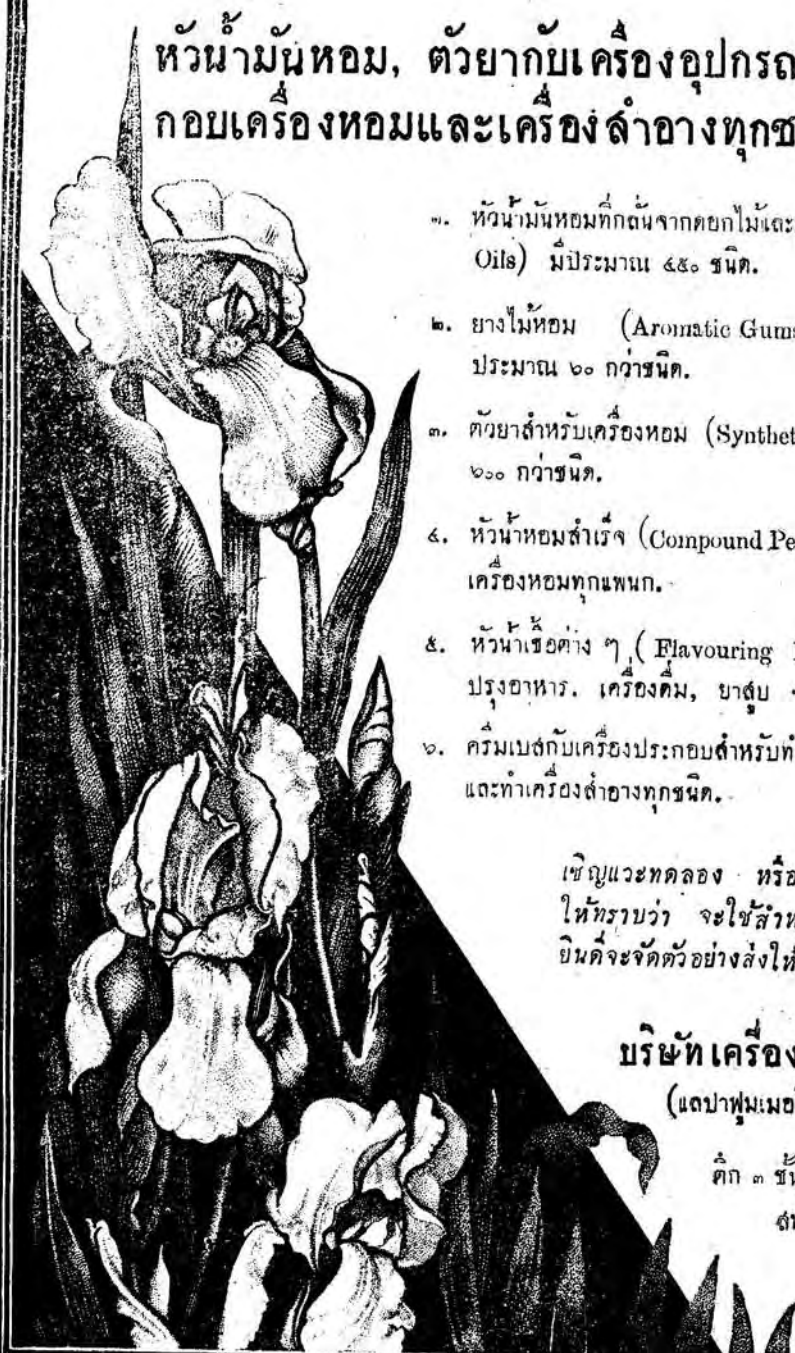 หัวน้ำมันหอม, ตัวยากับเครื่องอุปกรณ
กอบเครื่องหอมและเครื่องสำอางทุกช
๑. หัวน้ำมันหอมที่กลั่นจากดอกไม้และ
Oils) มีประมาณ ๔๕๐ ชนิด.
๒. ยางไม้หอม (Aromatic Gums
ประมาณ ๖๐ กว่าชนิด.
๓. ตัวยาสำหรับเครื่องหอม (Synthet
๖๐๐ กว่าชนิด.
๔. หัวน้ำหอมสำเร็จ (Compound Pe
เครื่องหอมทุกแพนก.
๕. หัวน้ำเชื้อต่าง ๆ ( Flavouring
ปรุงอาหาร. เครื่องดื่ม, ยาสูบ
๖. ครีมเบสกับเครื่องประกอบสำหรับทำ
และทำเครื่องสำอางทุกชนิด.
เชิญแวะทดลอง หรือ
ให้ทราบว่า จะใช้สำห
ยินดีจะจัดตัวอย่างส่งให้
บริษัทเครื่อง
(แลปาฟูมเมอ
ตึก ๓ ชั้